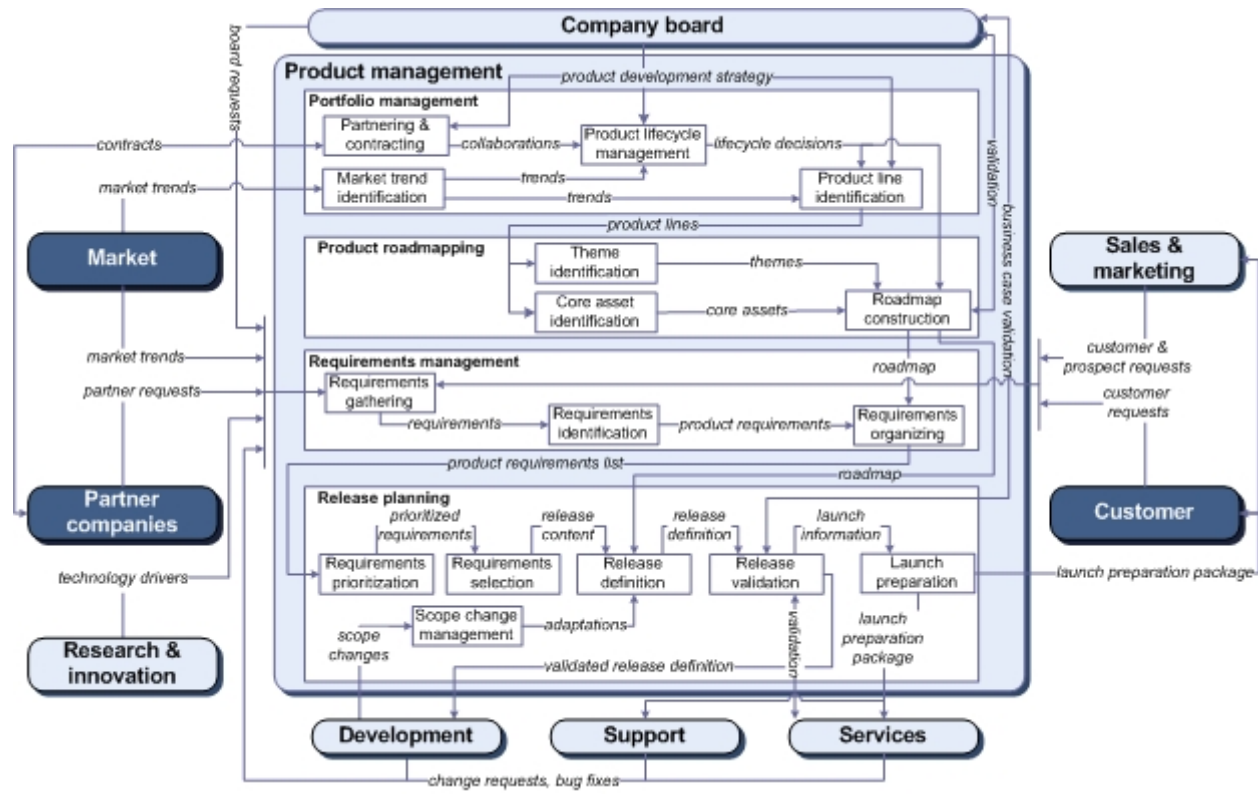 Company board
board requests
Product management
product development strategy
Portfolio management
Partnering &
contracting
collaborations
Product lifecycle
management
lifecycle decisions
contracts
market trends
Market trend
identification
trends
trends
Product line
identification
validation
business case validation
product lines
Market
Product roadmapping
Theme
identification
themes
Core asset
identification
core assets
Roadmap
construction
Sales &
marketing
market trends
partner requests
Requirements management
Requirements
gathering
requirements
Requirements
identification
product requirements
roadmap
Requirements
organizing
customer &
prospect requests
customer
requests
product requirements list
roadmap
Partner
companies
Customer
Release planning
prioritized
requirements
release
content
release
definition
launch
information
Requirements
prioritization
Requirements
selection
Release
definition
Release
validation
Launch
preparation
technology drivers
launch preparation package
Scope change
management
adaptations
scope
changes
validation
launch
preparation
package
validated release definition
Research &
innovation
Development
Support
Services
change requests, bug fixes